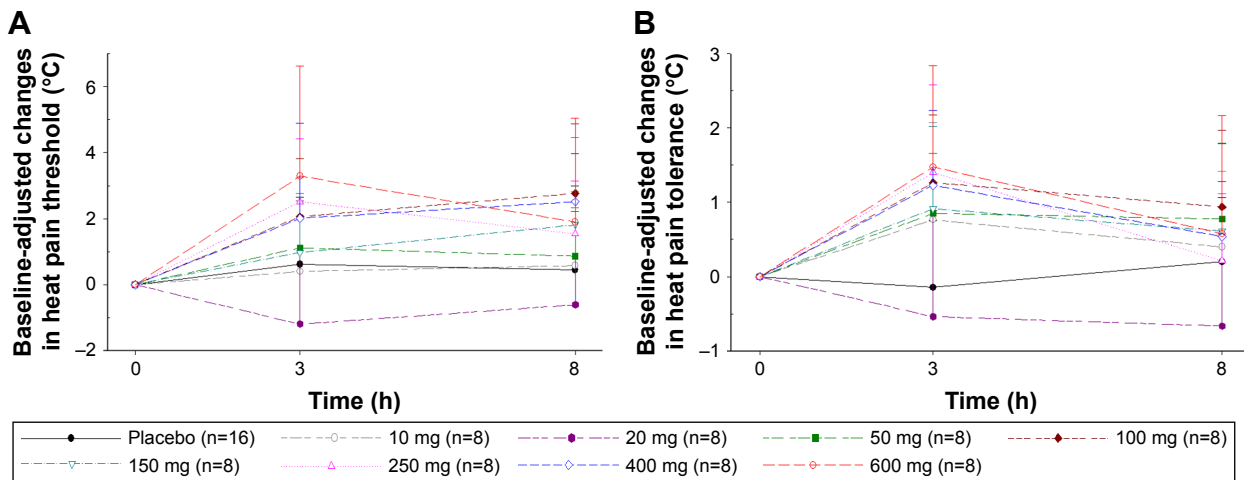 A
Baseline-adjusted changes
in heat pain threshold (°C)
6
4
2
0
–2
0
3
8
Time (h)
B
Baseline-adjusted changes
in heat pain tolerance (°C)
3
2
1
0
–1
0
3
8
Time (h)
Placebo (n=16)
10 mg (n=8)
20 mg (n=8)
50 mg (n=8)
100 mg (n=8)
150 mg (n=8)
250 mg (n=8)
400 mg (n=8)
600 mg (n=8)